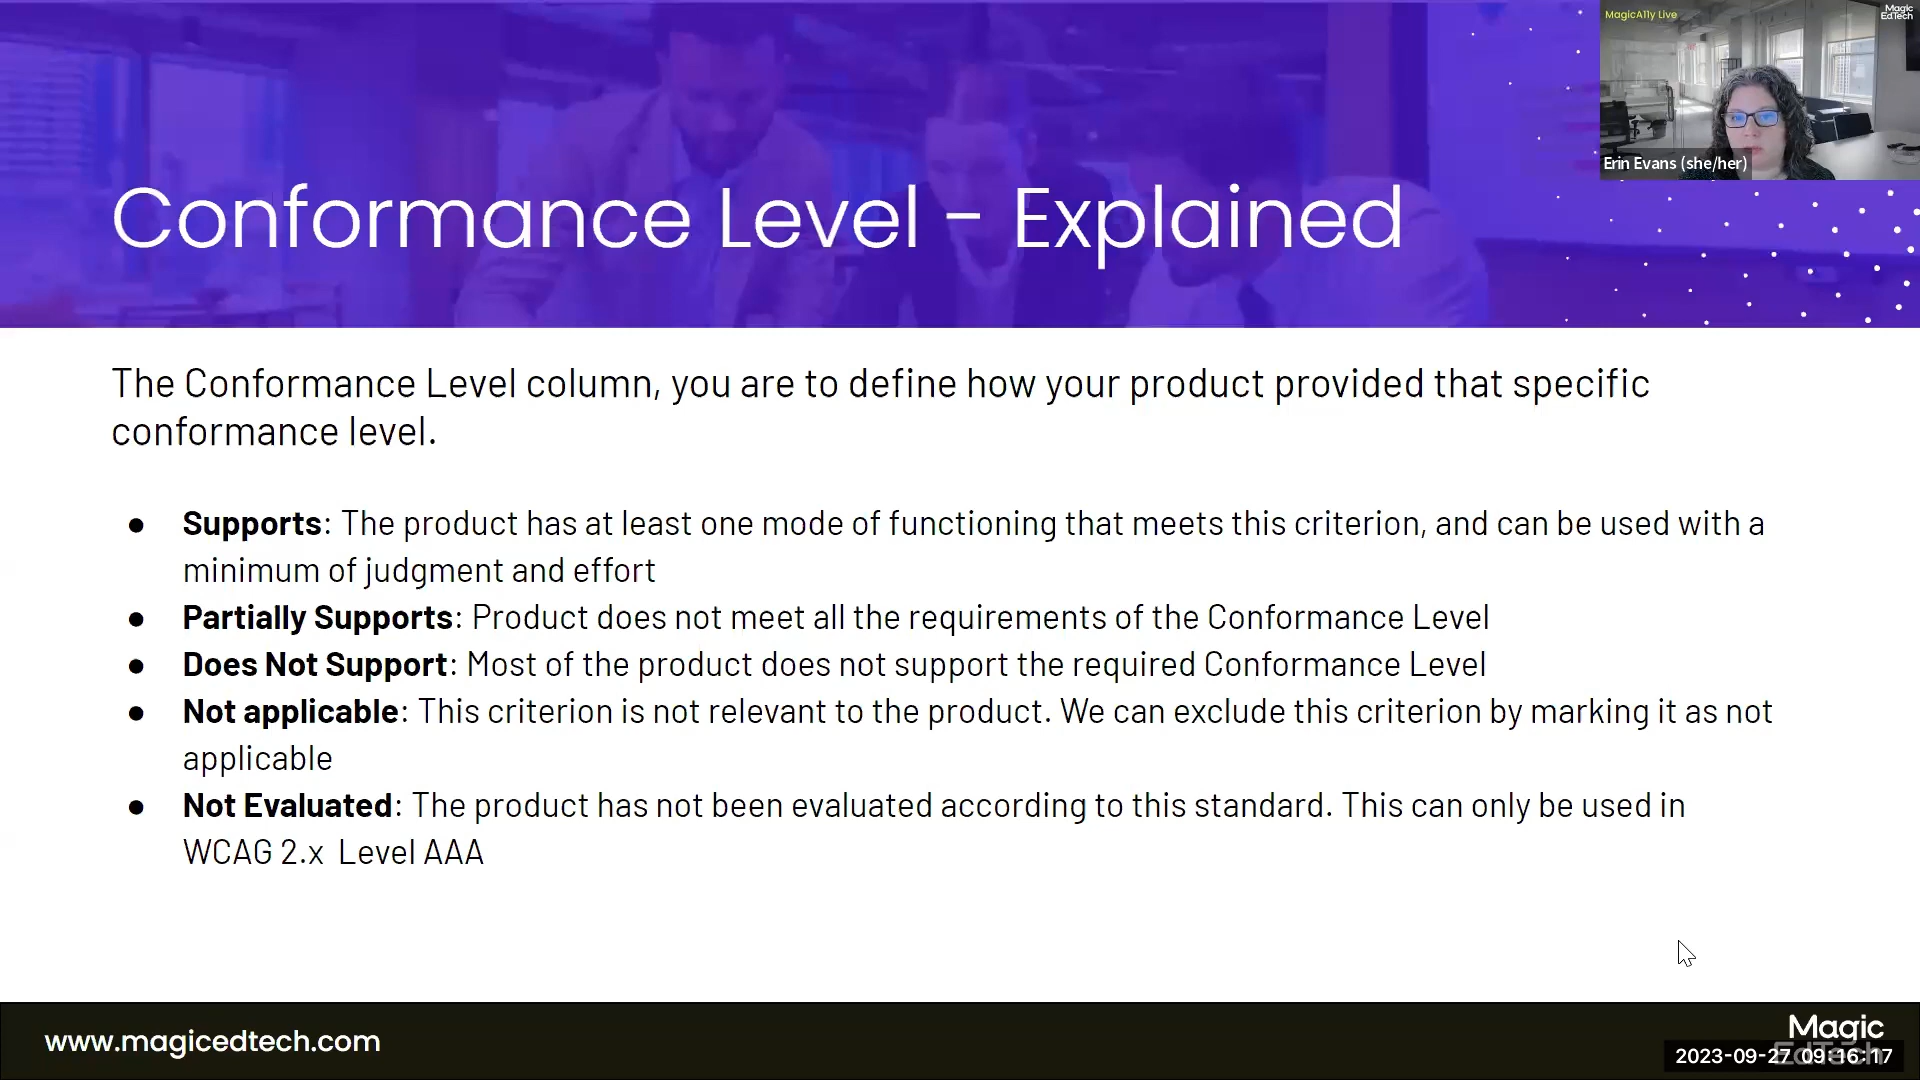 MagicA11y Live
Magic
EdTech
Erin Evans (she/her)
Conformance Level - Explained
The Conformance Level column, you are to define how your product provided that specific
conformance level.
● Supports: The product has at least one mode of functioning that meets this criterion, and can be used with a
minimum of judgment and effort
● Partially Supports: Product does not meet all the requirements of the Conformance Level
● Does Not Support: Most of the product does not support the required Conformance Level
● Not applicable: This criterion is not relevant to the product. We can exclude this criterion by marking it as not
applicable
● Not Evaluated: The product has not been evaluated according to this standard. This can only be used in
WCAG 2.x  Level AAA
www.magicedtech.com
Magic
EdTech
2023-09-27 09:16:17